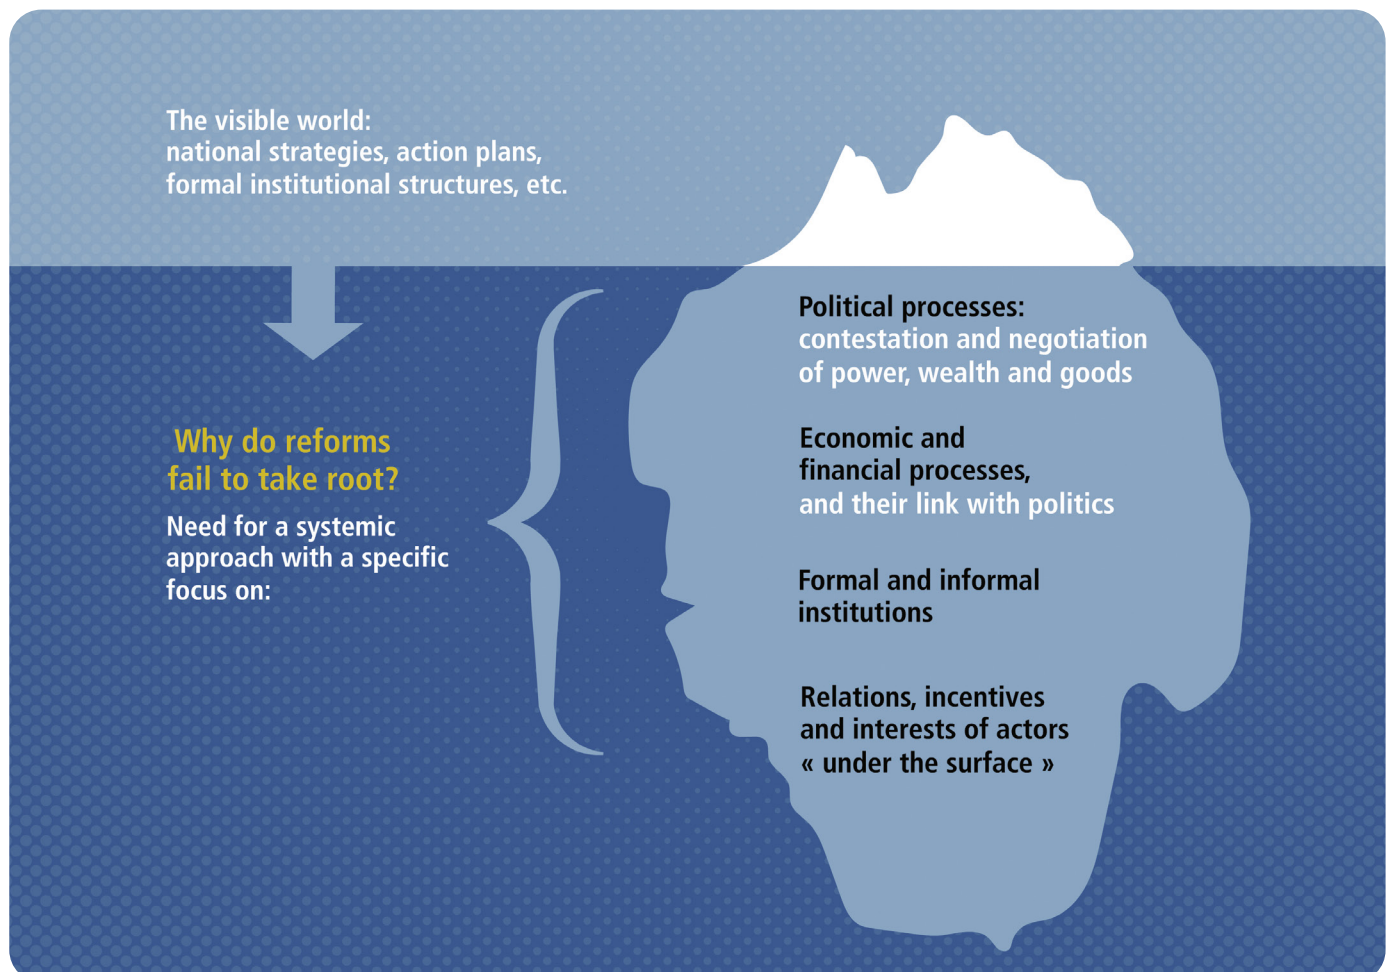 The visible world:
national strategies, action plans,
formal institutional structures, etc.
Why do reforms
fail to take root?
Need for a systemic
approach with a specific
focus on:
Political processes:
contestation and negotiation
of power, wealth and goods
Economic and
financial processes,
and their link with politics
Formal and informal
institutions
Relations, incentives
and interests of actors
« under the surface »